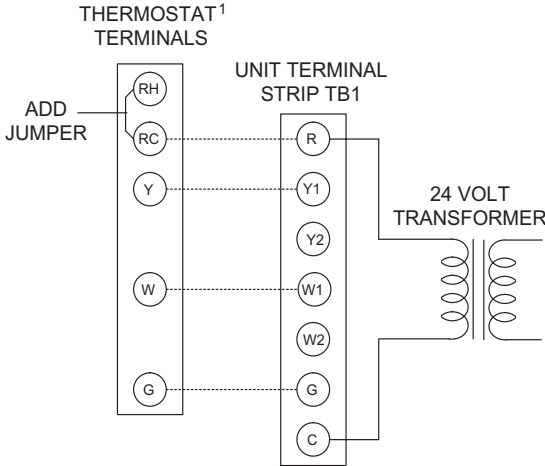 THERMOSTAT1
TERMINALS
UNIT TERMINAL
STRIP TB1
ADD
JUMPER
24 VOLT
TRANSFORMER
RH
RC
Y
W
G
R
Y1
Y2
W1
W2
G
C